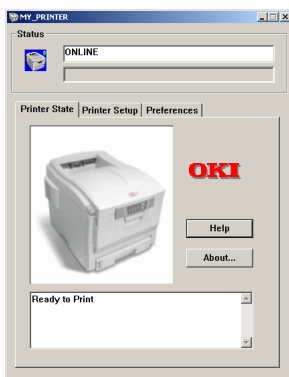 MY_PRINTER
Status
ONLINE
Printer State Printer Setup Preferences
OKI
Help
About...
Ready to Print